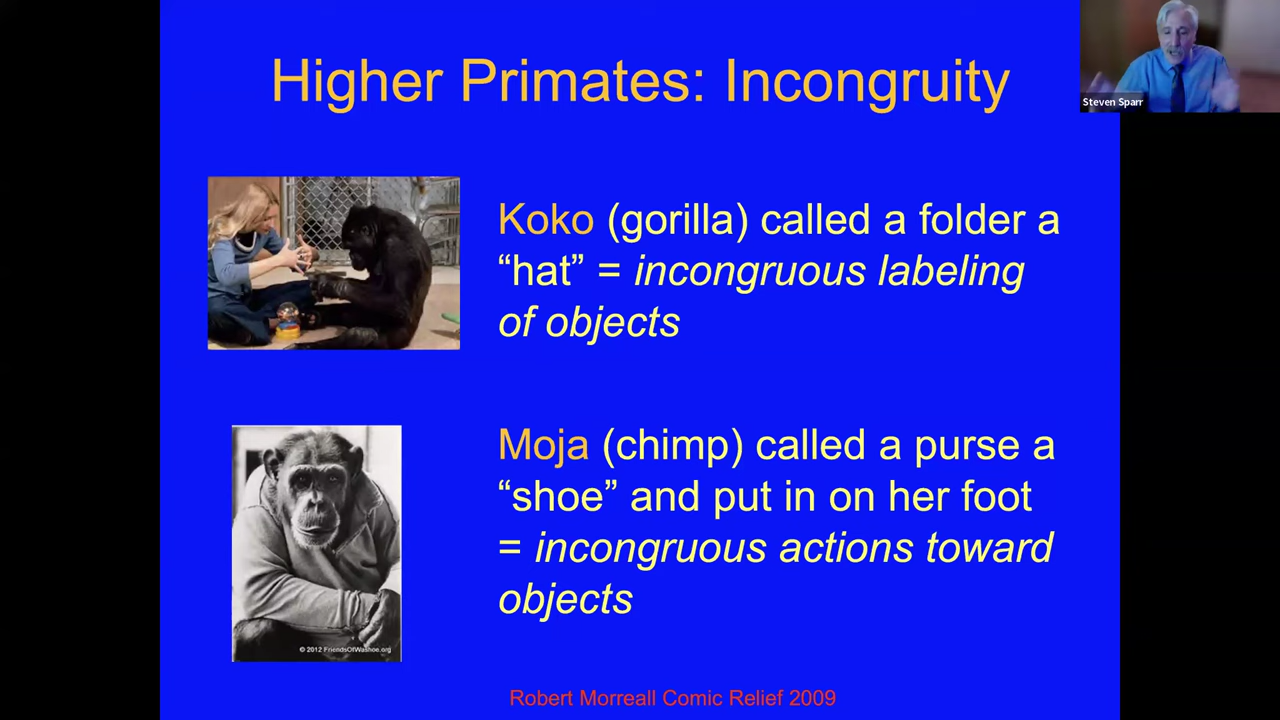 Higher Primates: Incongruity
Steven Sparr
Koko (gorilla) called a folder a
“hat” = incongruous labeling
of objects
Moja (chimp) called a purse a
“shoe” and put in on her foot
= incongruous actions toward
objects
© 2012 FriendsOfWashoe.org
Robert Morreall Comic Relief 2009